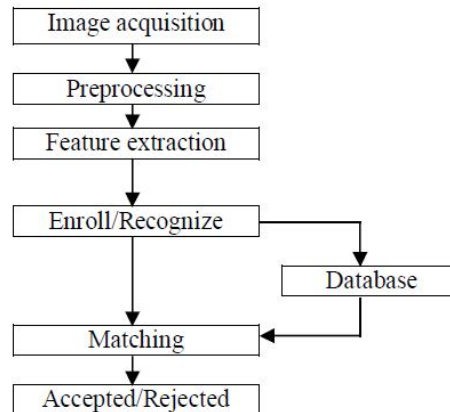 Image acquisition
Preprocessing
Feature extraction
Enroll/Recognize
Database
Matching
Accepted/Rejected